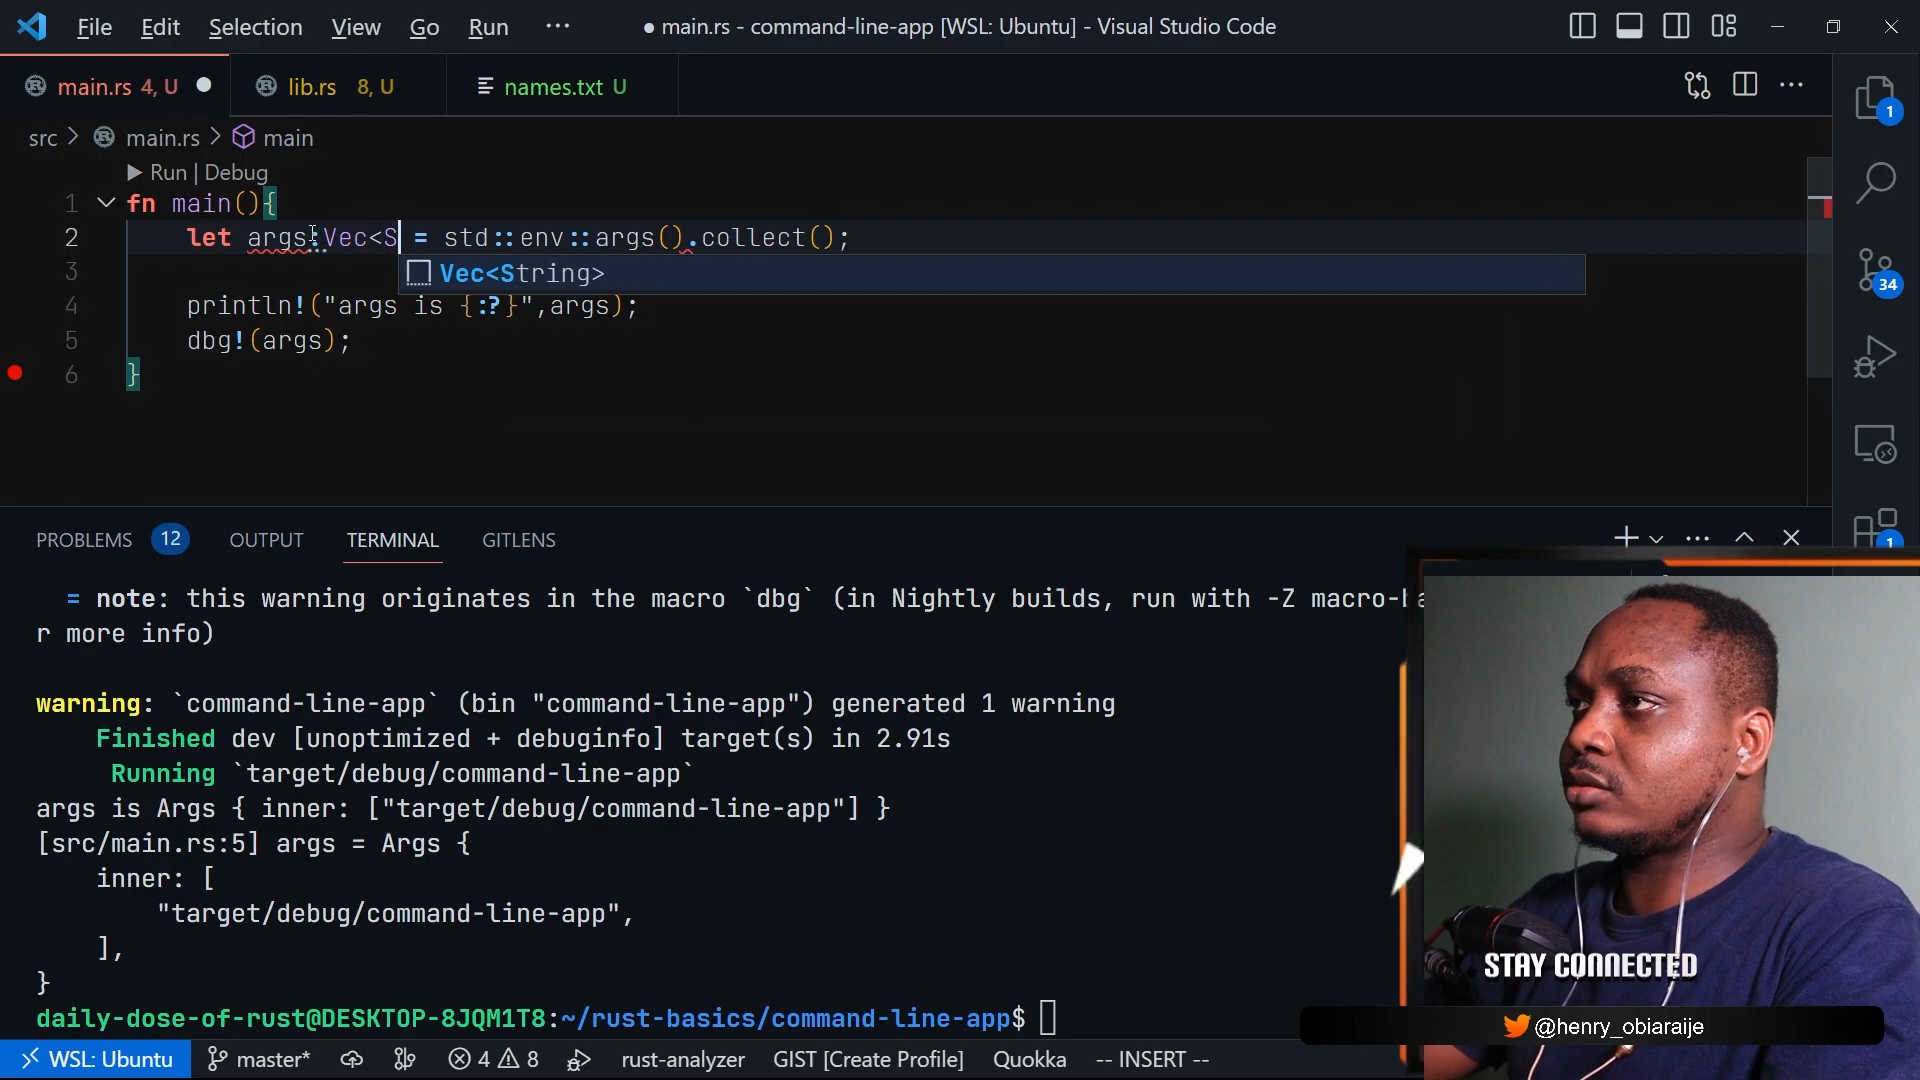 File Edit Selection View Go Run ··· ● main.rs - command-line-app [WSL: Ubuntu] - Visual Studio Code
main.rs 4, U ● lib.rs 8, U names.txt U
src > main.rs > main
Run | Debug
1 fn main(){
2 let args:Vec<S = std::env::args().collect();
3 Vec<String>
4 println!("args is {:?}",args);
5 dbg!(args);
6 }
1
34
1
PROBLEMS 12 OUTPUT TERMINAL GITLENS
= note: this warning originates in the macro `dbg` (in Nightly builds, run with -Z macro-ba
r more info)
warning: `command-line-app` (bin "command-line-app") generated 1 warning
Finished dev [unoptimized + debuginfo] target(s) in 2.91s
Running `target/debug/command-line-app`
args is Args { inner: ["target/debug/command-line-app"] }
[src/main.rs:5] args = Args {
inner: [
"target/debug/command-line-app",
],
}
daily-dose-of-rust@DESKTOP-8JQM1T8:~/rust-basics/command-line-app$
STAY CONNECTED
@henry_obiaraije
WSL: Ubuntu master* 4 8 rust-analyzer GIST [Create Profile] Quokka -- INSERT --